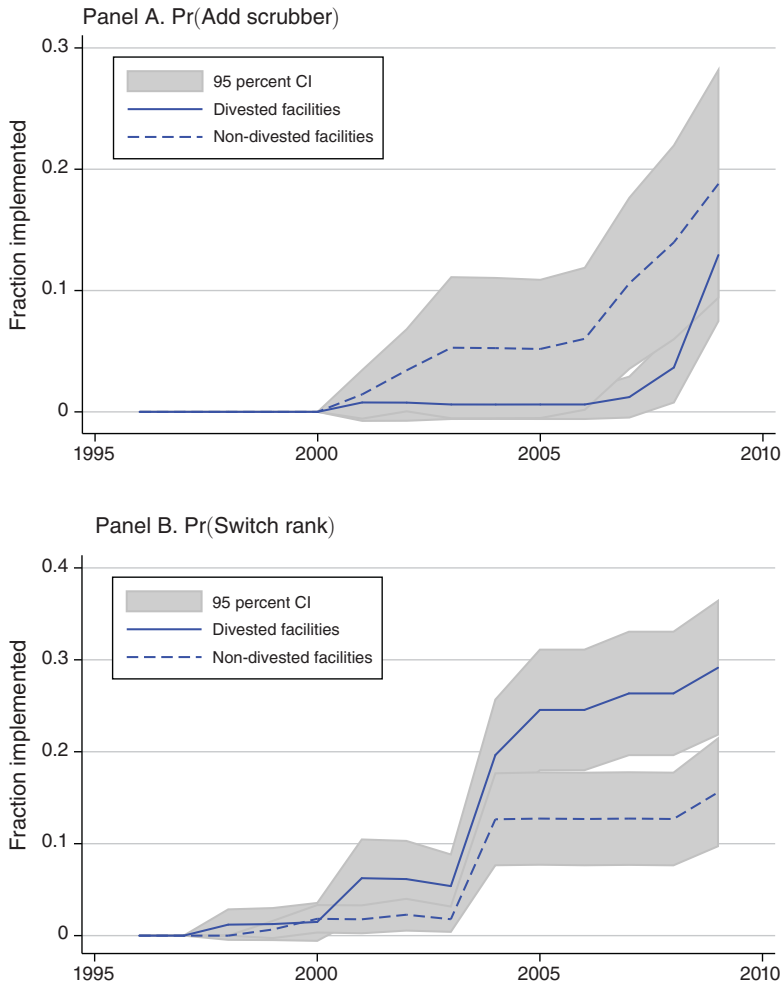 Panel A. Pr(Add scrubber)
0.3
95 percent CI
Divested facilities
Non-divested facilities
0.2
0.1
0
Fraction implemented
1995 2000 2005 2010
Panel B. Pr(Switch rank)
0.4
95 percent CI
Divested facilities
Non-divested facilities
0.3
0.2
0.1
0
Fraction implemented
1995 2000 2005 2010